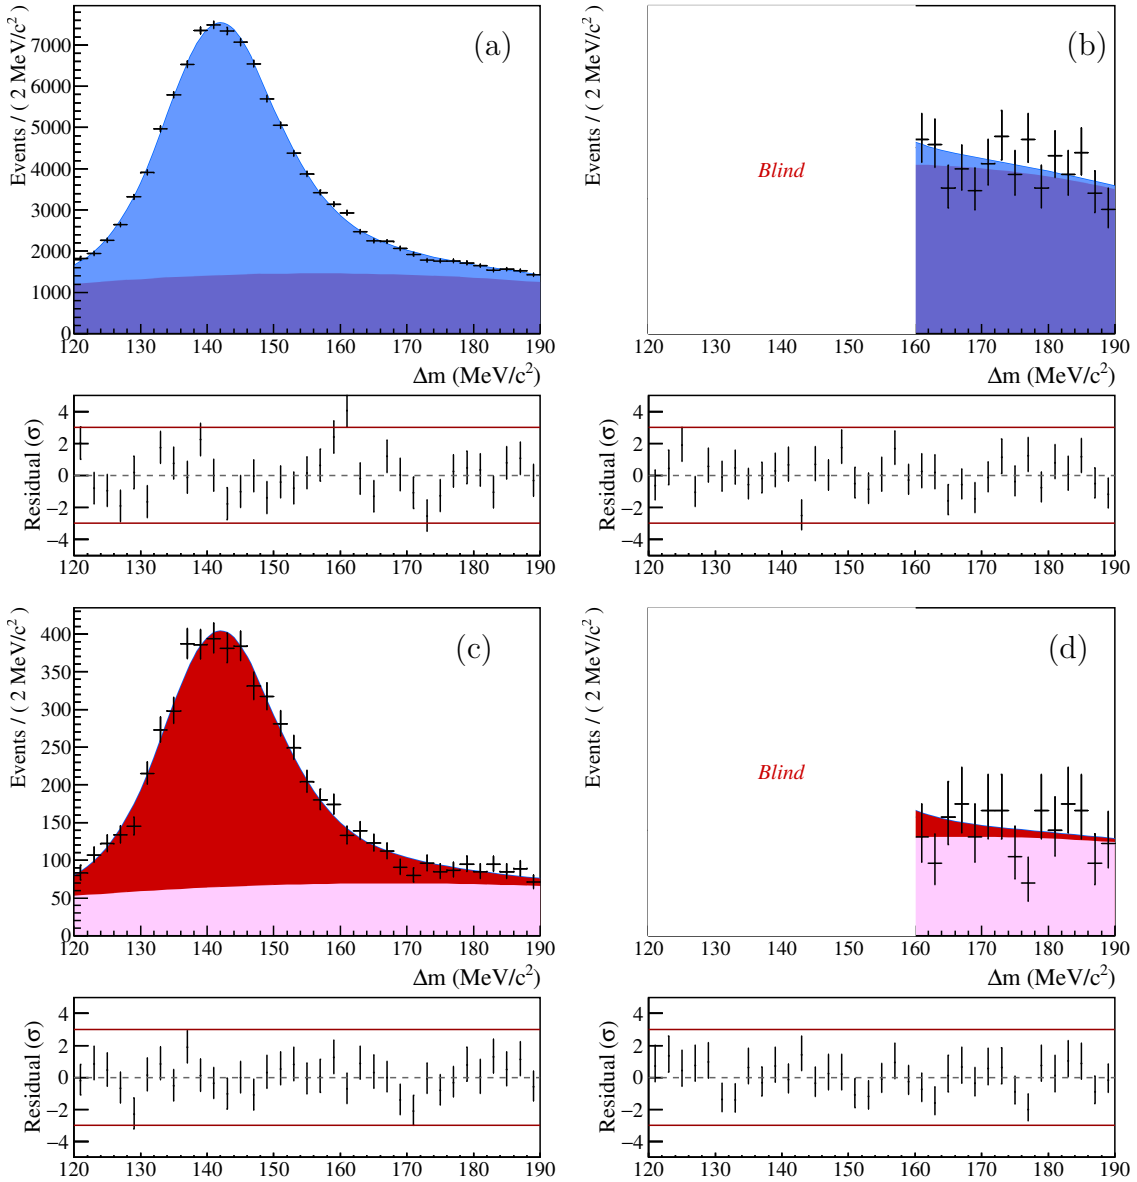 Events / ( 2 MeV/c²)
7000
6000
5000
4000
3000
2000
1000
0
(a)
120 130 140 150 160 170 180 190
Δm (MeV/c²)
Residual (σ)
4
2
0
−2
−4
120 130 140 150 160 170 180 190
Events / ( 2 MeV/c²)
(b)
Blind
120 130 140 150 160 170 180 190
Δm (MeV/c²)
Residual (σ)
4
2
0
−2
−4
120 130 140 150 160 170 180 190
Events / ( 2 MeV/c²)
400
350
300
250
200
150
100
50
0
(c)
120 130 140 150 160 170 180 190
Δm (MeV/c²)
Residual (σ)
4
2
0
−2
−4
120 130 140 150 160 170 180 190
Events / ( 2 MeV/c²)
(d)
Blind
120 130 140 150 160 170 180 190
Δm (MeV/c²)
Residual (σ)
4
2
0
−2
−4
120 130 140 150 160 170 180 190